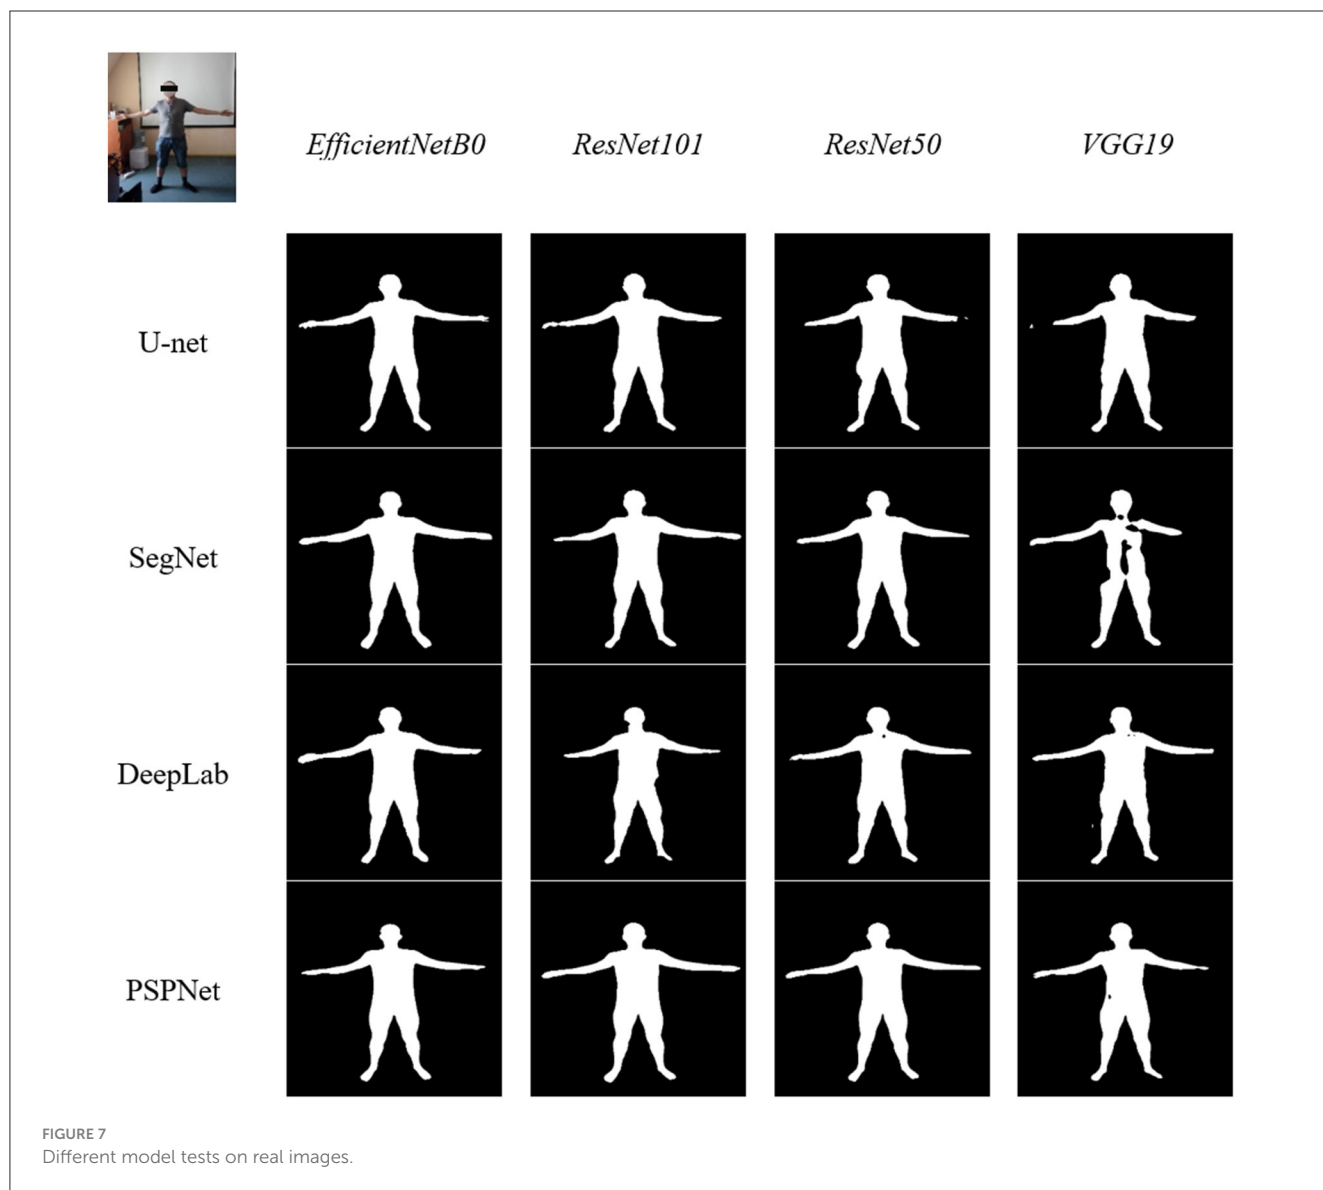 EfficientNetB0 ResNet101 ResNet50 VGG19
U-net
SegNet
DeepLab
PSPNet
FIGURE 7
Different model tests on real images.